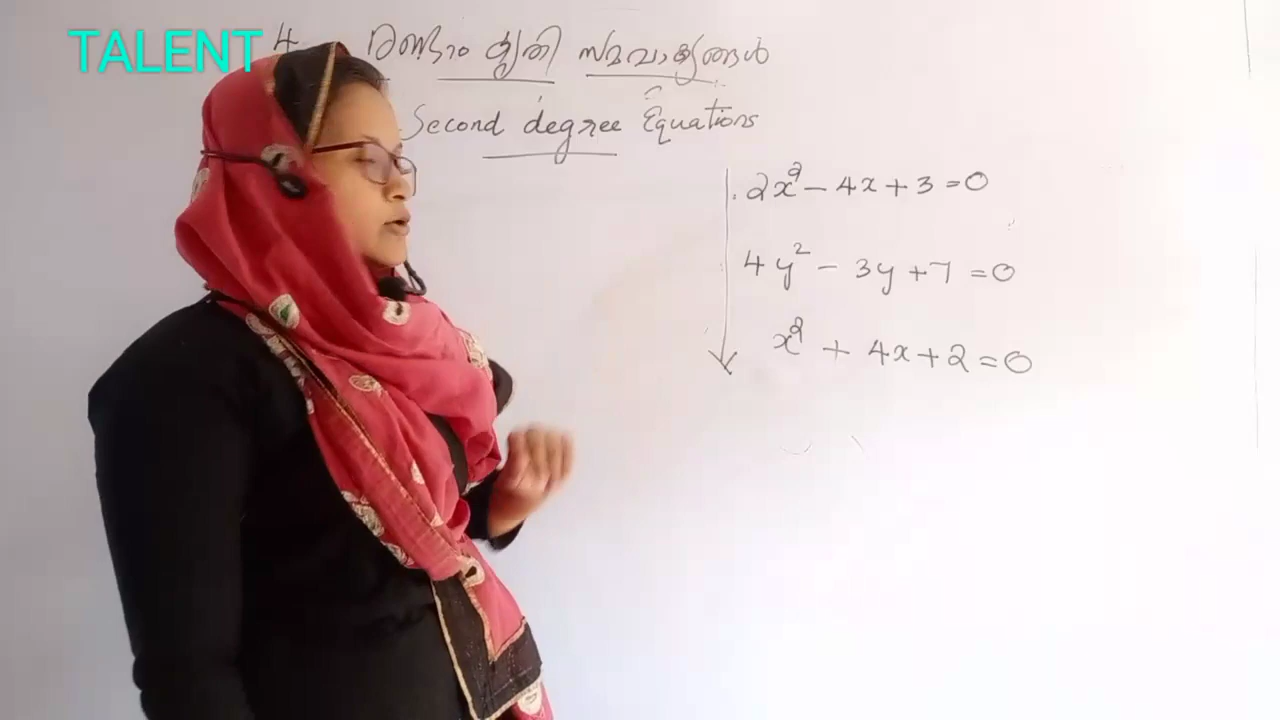 TALENT
4 രണ്ടാം കൃതി സമവാക്യങ്ങൾ
Second degree Equations
2x² - 4x + 3 = 0
4y² - 3y + 7 = 0
x² + 4x + 2 = 0